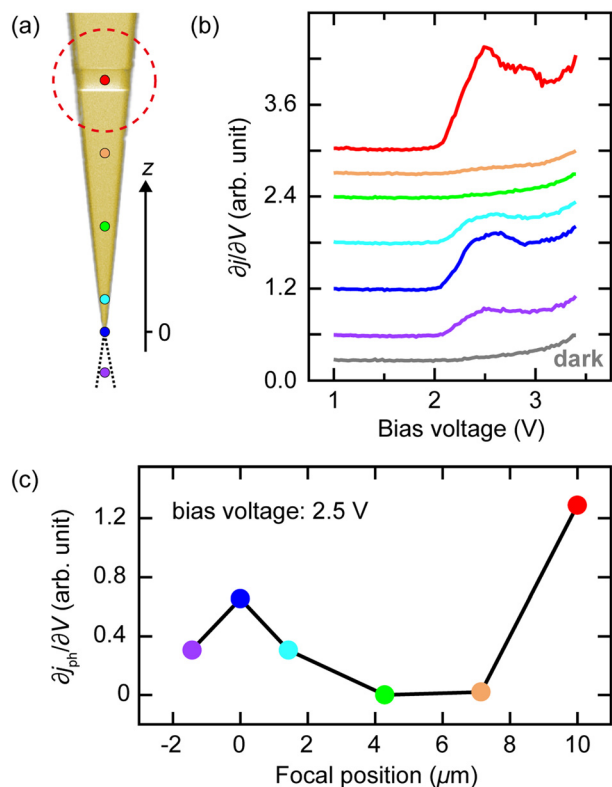 (a)
z
0
(b)
∂j/∂V (arb. unit)
3.6
2.4
1.2
0.0
dark
1 2 3
Bias voltage (V)
(c)
bias voltage: 2.5 V
∂j_ph/∂V (arb. unit)
1.2
0.8
0.4
0
-2 0 2 4 6 8 10
Focal position (μm)